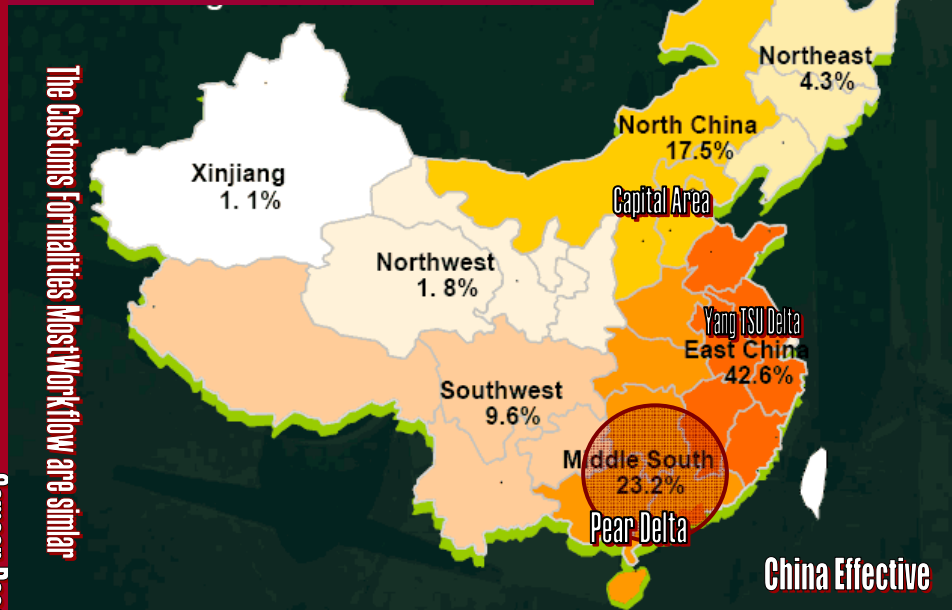 Northeast
4.3%
North China
17.5%
Capital Area
Xinjiang
1. 1%
Northwest
1. 8%
Yang TSU Delta
East China
42.6%
Southwest
9.6%
Middle South
23.2%
Pear Delta
China Effective
The Customs Formalities MostWorkflow are simlar